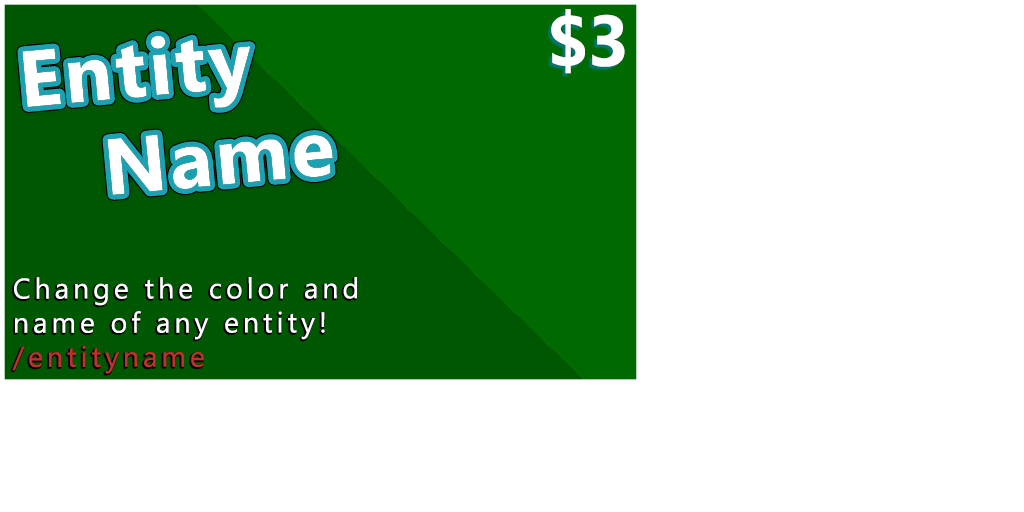 Entity
Name
$3
Change the color and
name of any entity!
/entityname